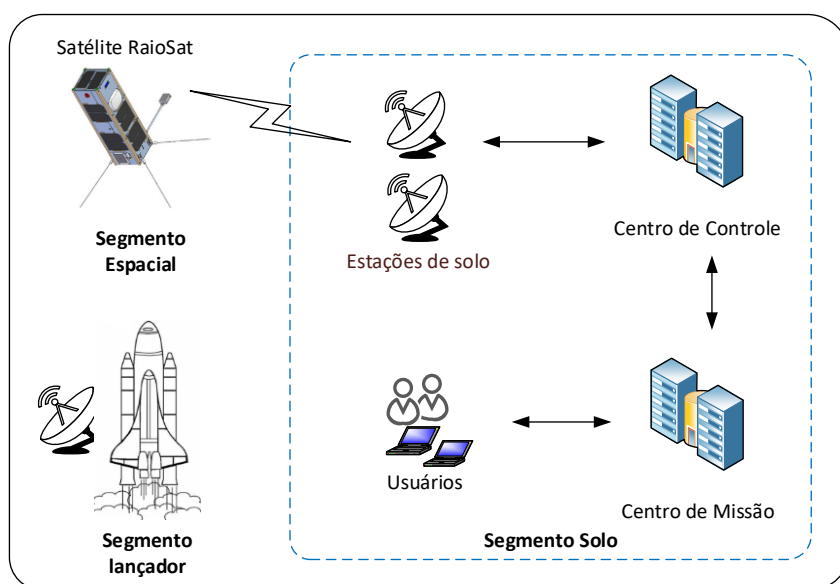 Satélite RaioSat
Segmento
Espacial
Estações de solo
Centro de Controle
Usuários
Centro de Missão
Segmento
lançador
Segmento Solo